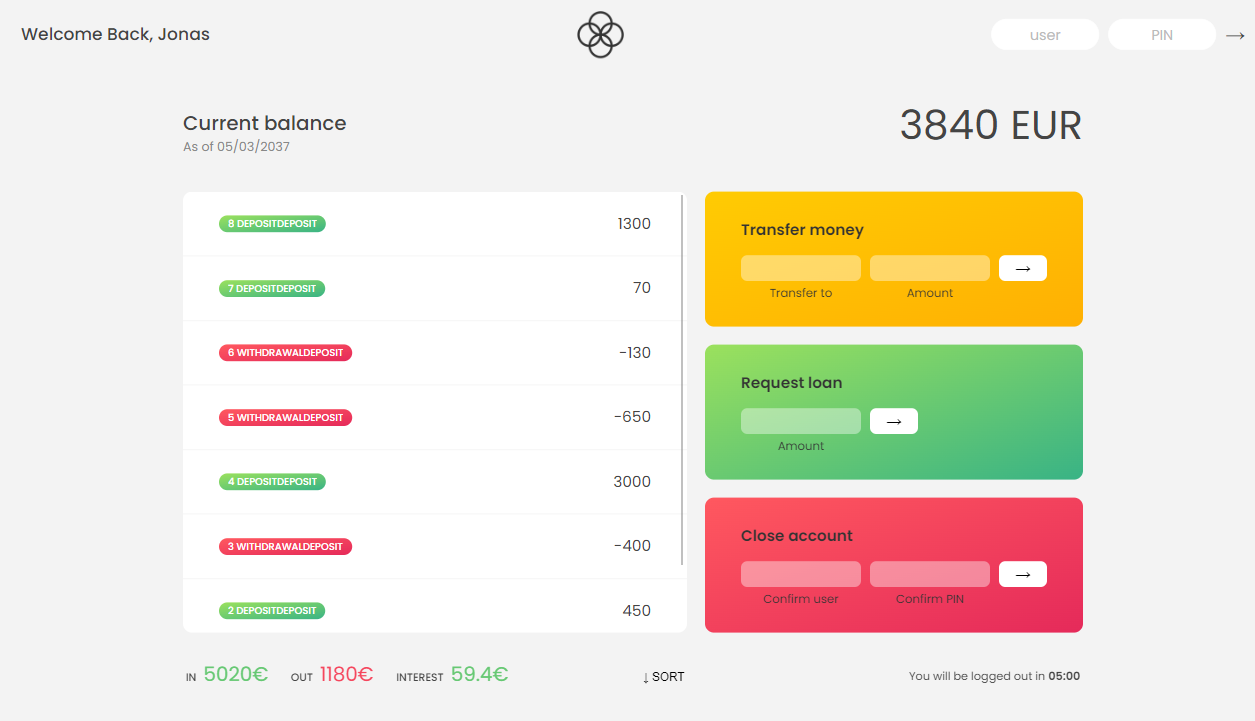 Welcome Back, Jonas
user PIN →
Current balance
As of 05/03/2037
3840 EUR
8 DEPOSITDEPOSIT 1300
7 DEPOSITDEPOSIT 70
6 WITHDRAWALDEPOSIT -130
5 WITHDRAWALDEPOSIT -650
4 DEPOSITDEPOSIT 3000
3 WITHDRAWALDEPOSIT -400
2 DEPOSITDEPOSIT 450
Transfer money
→
Transfer to Amount
Request loan
→
Amount
Close account
→
Confirm user Confirm PIN
IN 5020€ OUT 1180€ INTEREST 59.4€ ↓ SORT
You will be logged out in 05:00